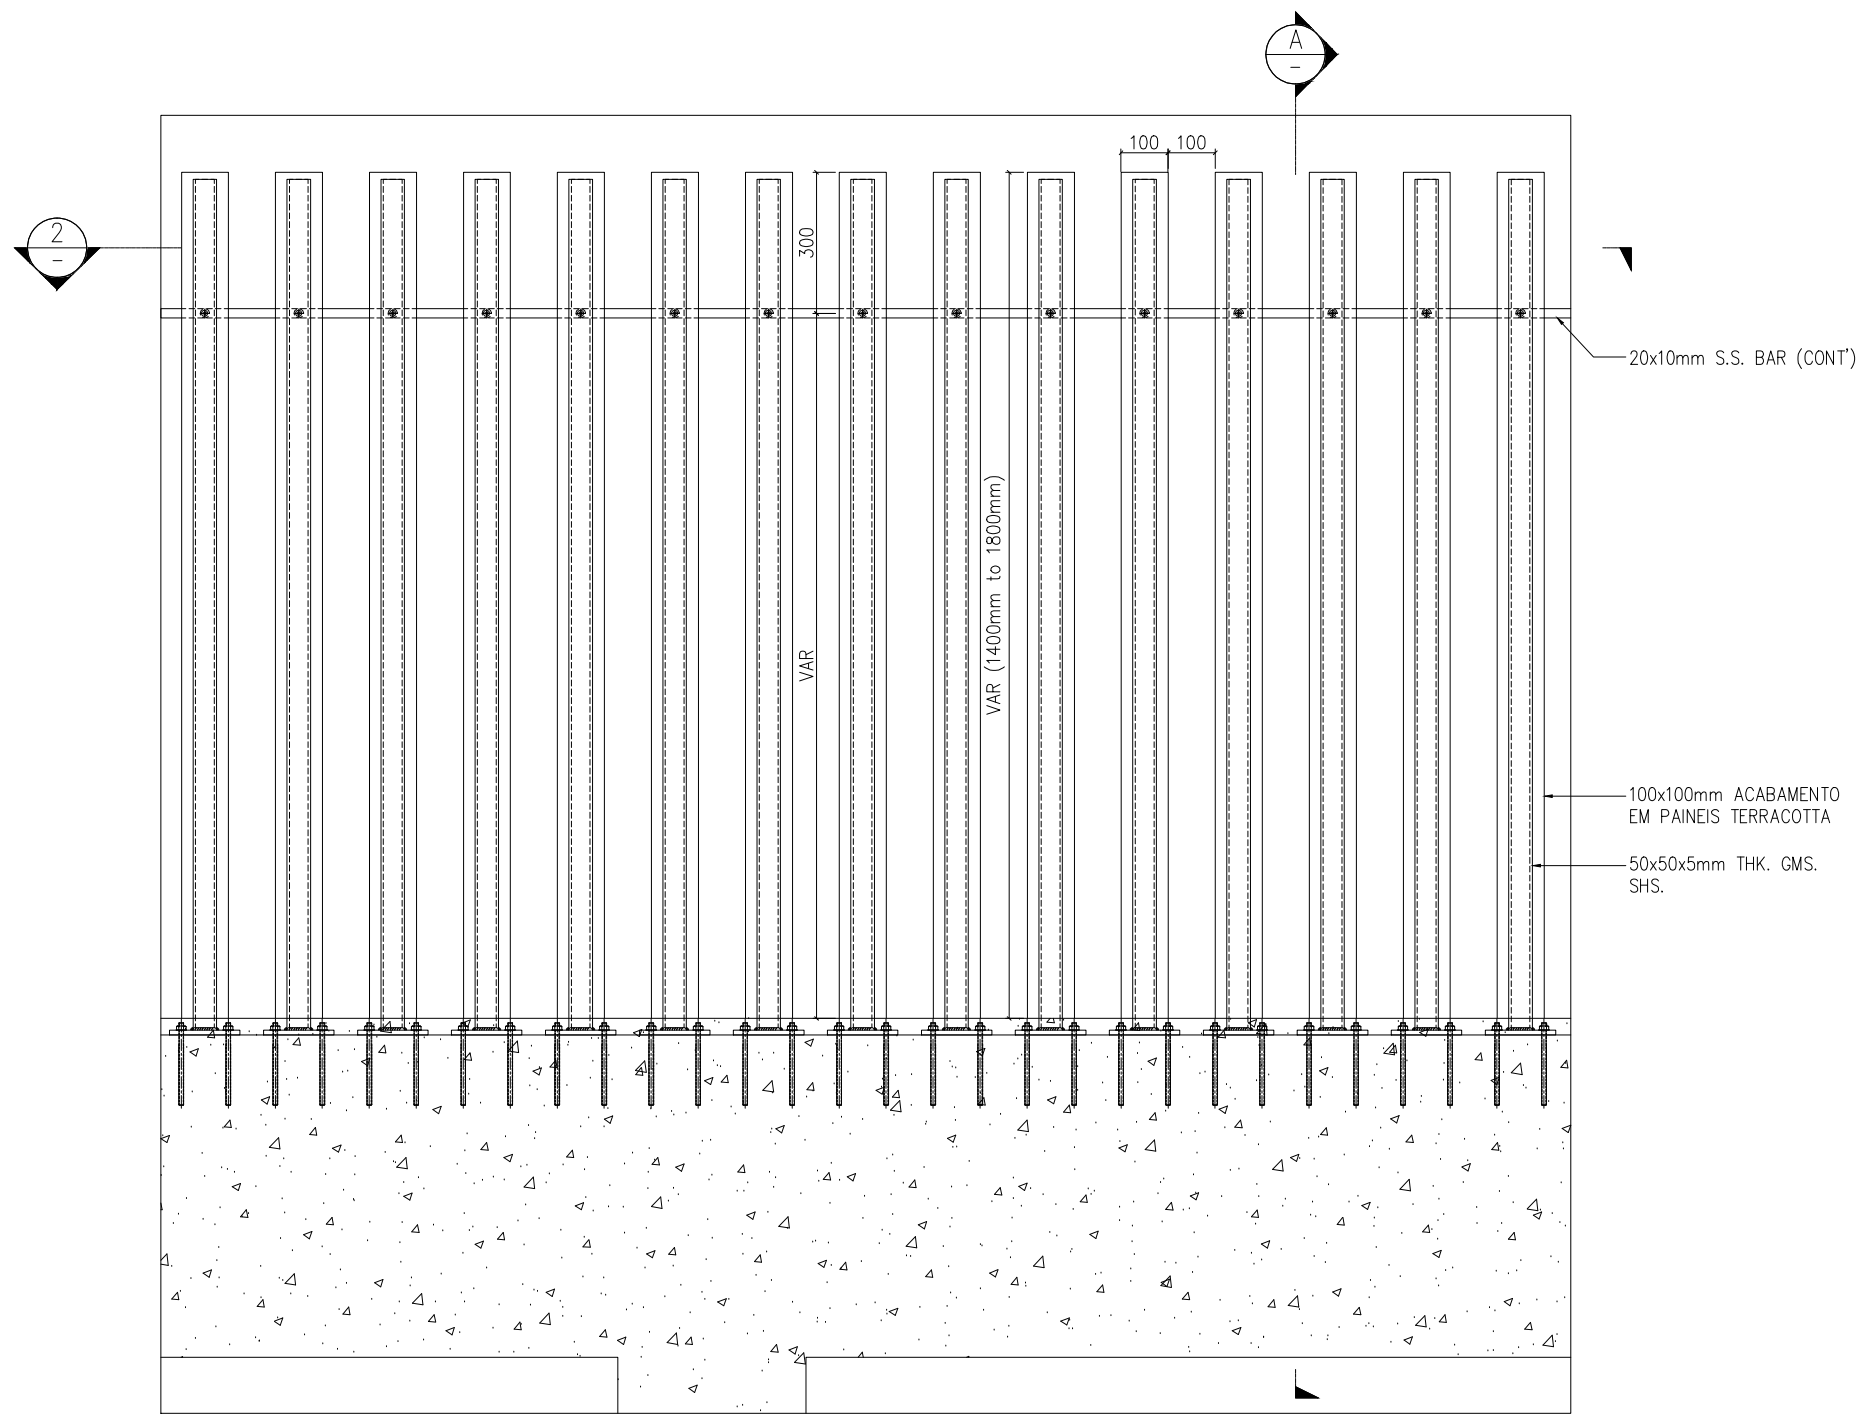 A
-
100
100
2
-
300
20x10mm S.S. BAR (CONT')
VAR
VAR (1400mm to 1800mm)
100x100mm ACABAMENTO
EM PAINEIS TERRACOTTA
50x50x5mm THK. GMS.
SHS.